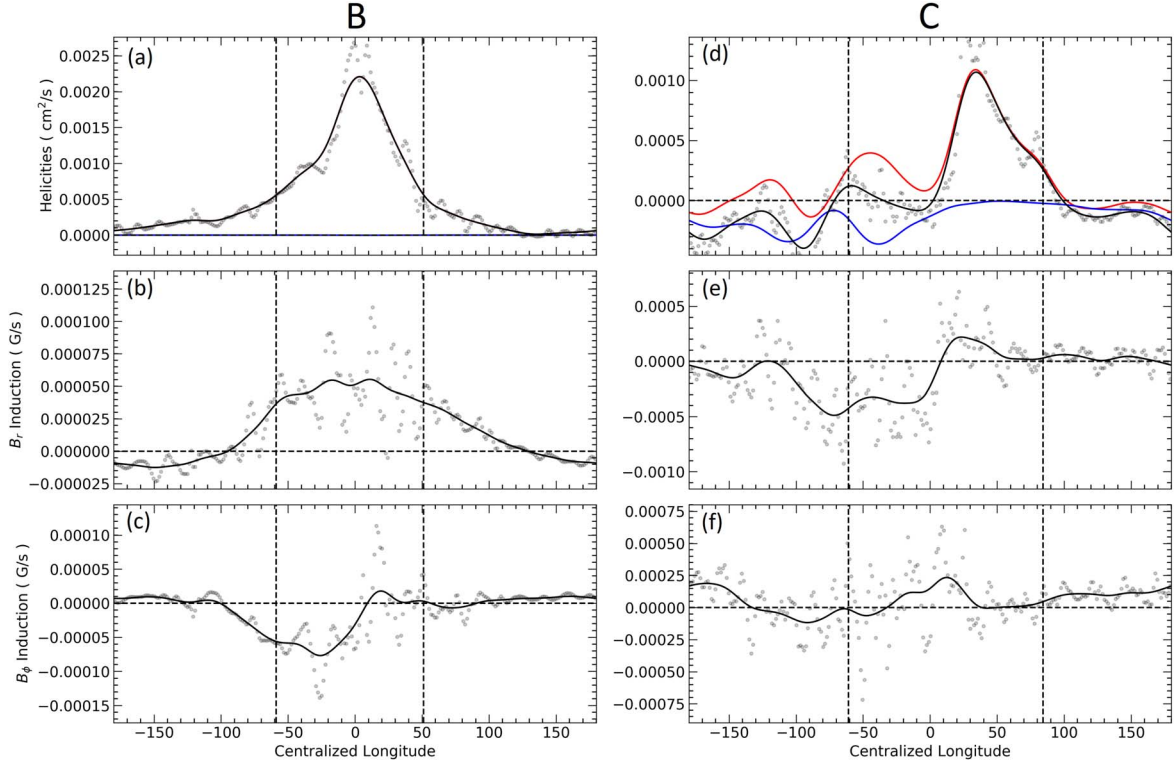 B
C
(a)
Helicities ( cm²/s )
0.0025
0.0020
0.0015
0.0010
0.0005
0.0000
(d)
0.0010
0.0005
0.0000
(b)
B_r Induction ( G/s )
0.000125
0.000100
0.000075
0.000050
0.000025
0.000000
−0.000025
(e)
0.0005
0.0000
−0.0005
−0.0010
(c)
B_ϕ Induction ( G/s )
0.00010
0.00005
0.00000
−0.00005
−0.00010
−0.00015
−150 −100 −50 0 50 100 150
Centralized Longitude
(f)
0.00075
0.00050
0.00025
0.00000
−0.00025
−0.00050
−0.00075
−150 −100 −50 0 50 100 150
Centralized Longitude